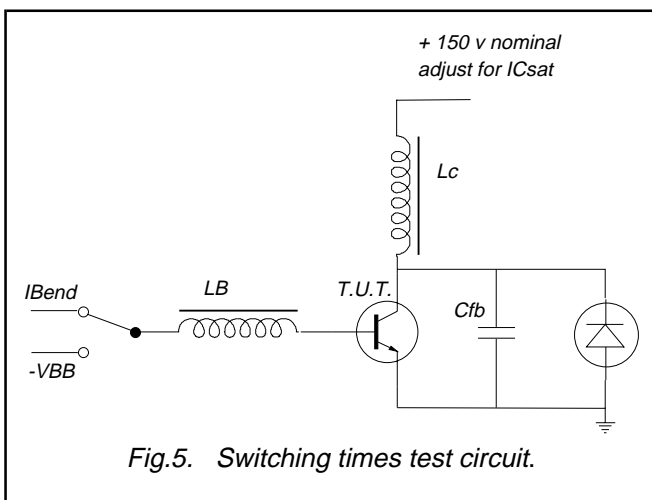 + 150 v nominal
adjust for ICsat
Lc
IBend
LB
T.U.T.
Cfb
-VBB
Fig.5. Switching times test circuit.